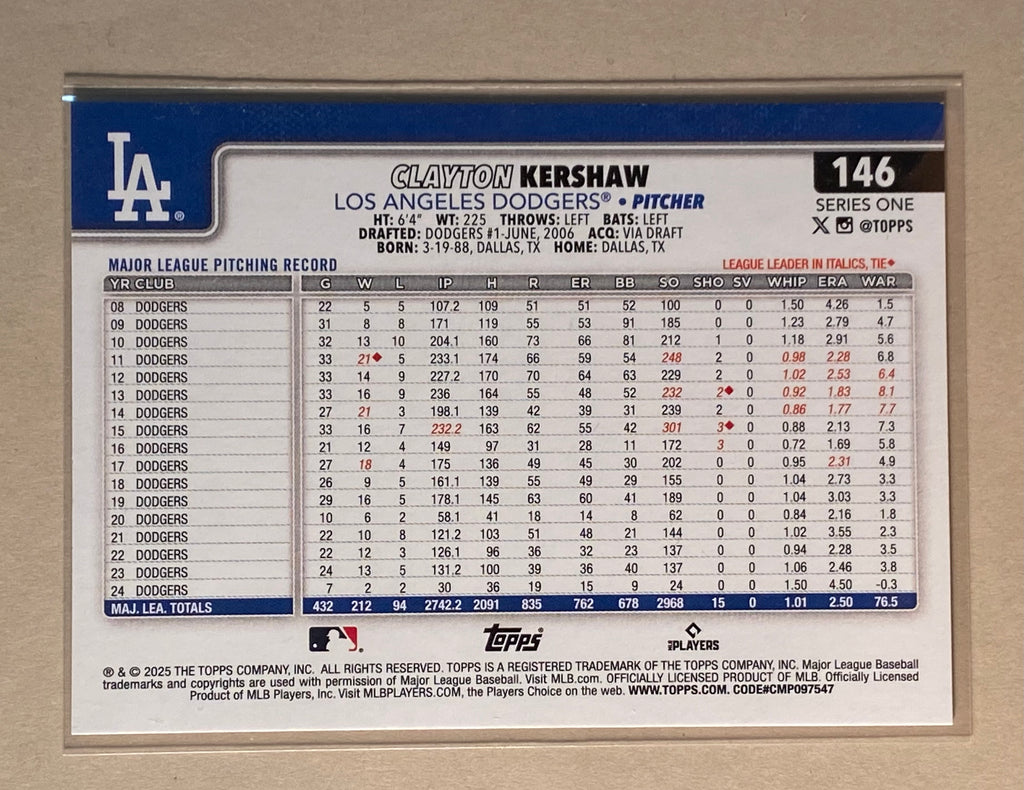 LA®
CLAYTON KERSHAW
146
LOS ANGELES DODGERS® • PITCHER
SERIES ONE
HT: 6'4" WT: 225 THROWS: LEFT BATS: LEFT
@TOPPS
DRAFTED: DODGERS #1-JUNE, 2006 ACQ: VIA DRAFT
BORN: 3-19-88, DALLAS, TX HOME: DALLAS, TX
MAJOR LEAGUE PITCHING RECORD LEAGUE LEADER IN ITALICS, TIE♦
YR CLUB G W L IP H R ER BB SO SHO SV WHIP ERA WAR
08 DODGERS 22 5 5 107.2 109 51 51 52 100 0 0 1.50 4.26 1.5
09 DODGERS 31 8 8 171 119 55 53 91 185 0 0 1.23 2.79 4.7
10 DODGERS 32 13 10 204.1 160 73 66 81 212 1 0 1.18 2.91 5.6
11 DODGERS 33 21♦ 5 233.1 174 66 59 54 248 2 0 0.98 2.28 6.8
12 DODGERS 33 14 9 227.2 170 70 64 63 229 2 0 1.02 2.53 6.4
13 DODGERS 33 16 9 236 164 55 48 52 232 2♦ 0 0.92 1.83 8.1
14 DODGERS 27 21 3 198.1 139 42 39 31 239 2 0 0.86 1.77 7.7
15 DODGERS 33 16 7 232.2 163 62 55 42 301 3♦ 0 0.88 2.13 7.3
16 DODGERS 21 12 4 149 97 31 28 11 172 3 0 0.72 1.69 5.8
17 DODGERS 27 18 4 175 136 49 45 30 202 0 0 0.95 2.31 4.9
18 DODGERS 26 9 5 161.1 139 55 49 29 155 0 0 1.04 2.73 3.3
19 DODGERS 29 16 5 178.1 145 63 60 41 189 0 0 1.04 3.03 3.3
20 DODGERS 10 6 2 58.1 41 18 14 8 62 0 0 0.84 2.16 1.8
21 DODGERS 22 10 8 121.2 103 51 48 21 144 0 0 1.02 3.55 2.3
22 DODGERS 22 12 3 126.1 96 36 32 23 137 0 0 0.94 2.28 3.5
23 DODGERS 24 13 5 131.2 100 39 36 40 137 0 0 1.06 2.46 3.8
24 DODGERS 7 2 2 30 36 19 15 9 24 0 0 1.50 4.50 -0.3
MAJ. LEA. TOTALS 432 212 94 2742.2 2091 835 762 678 2968 15 0 1.01 2.50 76.5
Topps® MLB PLAYERS
® & © 2025 THE TOPPS COMPANY, INC. ALL RIGHTS RESERVED. TOPPS IS A REGISTERED TRADEMARK OF THE TOPPS COMPANY, INC. Major League Baseball
trademarks and copyrights are used with permission of Major League Baseball. Visit MLB.com. OFFICIALLY LICENSED PRODUCT OF MLB. Officially Licensed
Product of MLB Players, Inc. Visit MLBPLAYERS.COM, the Players Choice on the web. WWW.TOPPS.COM. CODE#CMP097547